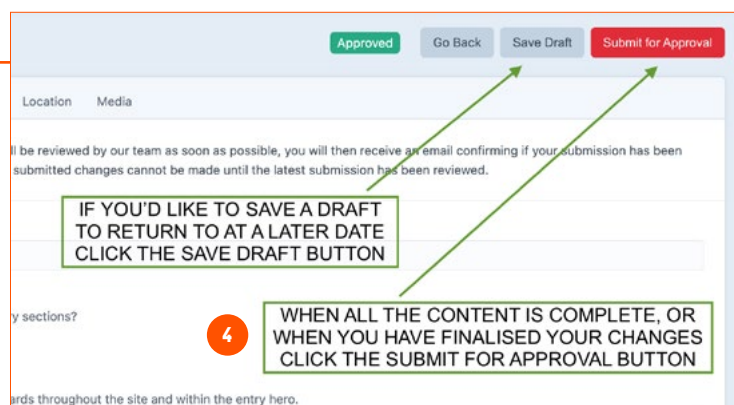 Approved Go Back Save Draft Submit for Approval
Location Media
ll be reviewed by our team as soon as possible, you will then receive an email confirming if your submission has been
submitted changes cannot be made until the latest submission has been reviewed.
IF YOU'D LIKE TO SAVE A DRAFT
TO RETURN TO AT A LATER DATE
CLICK THE SAVE DRAFT BUTTON
y sections?
4
WHEN ALL THE CONTENT IS COMPLETE, OR
WHEN YOU HAVE FINALISED YOUR CHANGES
CLICK THE SUBMIT FOR APPROVAL BUTTON
ards throughout the site and within the entry hero.